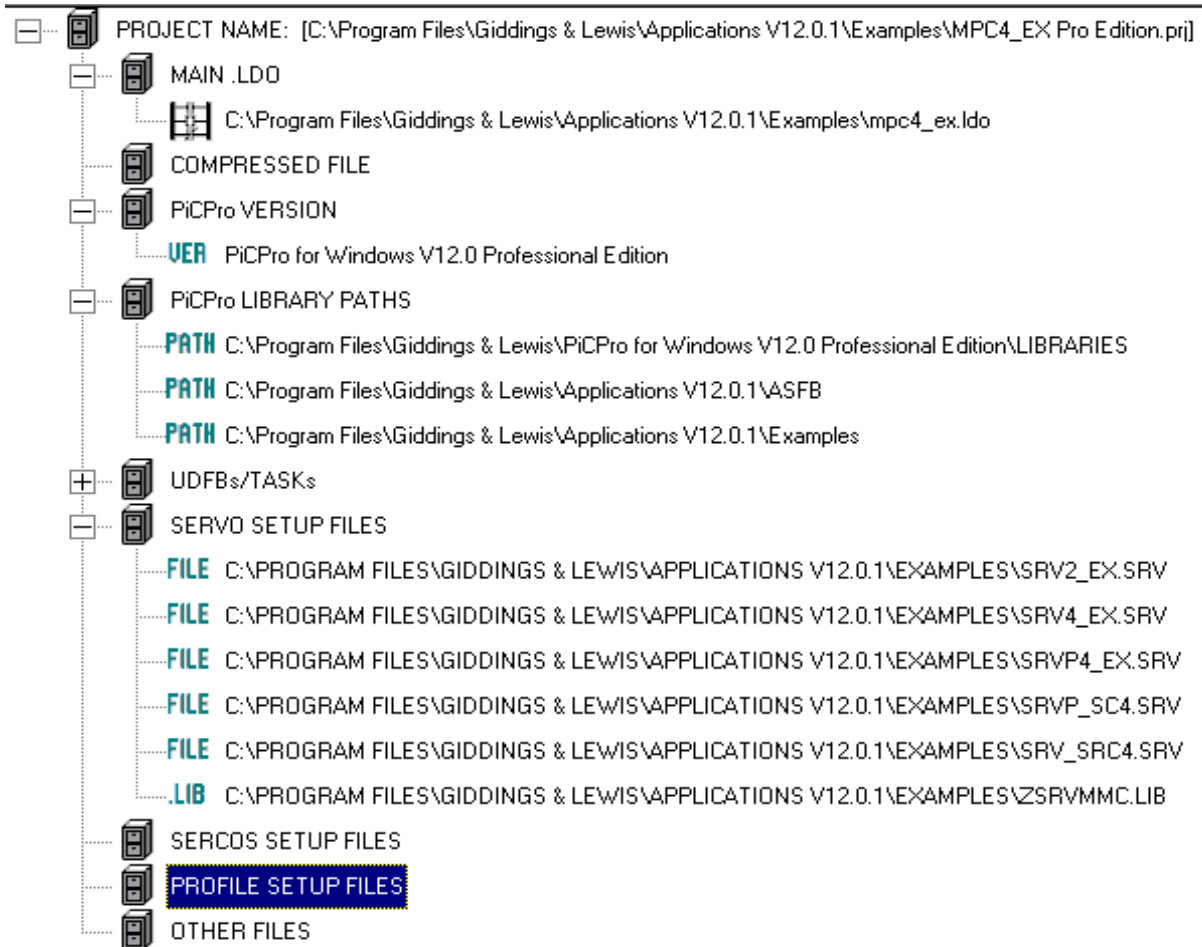 PROJECT NAME: [C:\Program Files\Giddings & Lewis\Applications V12.0.1\Examples\MPC4_EX Pro Edition.prj]
MAIN .LDO
C:\Program Files\Giddings & Lewis\Applications V12.0.1\Examples\mpc4_ex.ldo
COMPRESSED FILE
PiCPro VERSION
VER PiCPro for Windows V12.0 Professional Edition
PiCPro LIBRARY PATHS
PATH C:\Program Files\Giddings & Lewis\PiCPro for Windows V12.0 Professional Edition\LIBRARIES
PATH C:\Program Files\Giddings & Lewis\Applications V12.0.1\ASFB
PATH C:\Program Files\Giddings & Lewis\Applications V12.0.1\Examples
UDFBs/TASKs
SERVO SETUP FILES
FILE C:\PROGRAM FILES\GIDDINGS & LEWIS\APPLICATIONS V12.0.1\EXAMPLES\SRV2_EX.SRV
FILE C:\PROGRAM FILES\GIDDINGS & LEWIS\APPLICATIONS V12.0.1\EXAMPLES\SRV4_EX.SRV
FILE C:\PROGRAM FILES\GIDDINGS & LEWIS\APPLICATIONS V12.0.1\EXAMPLES\SRVP4_EX.SRV
FILE C:\PROGRAM FILES\GIDDINGS & LEWIS\APPLICATIONS V12.0.1\EXAMPLES\SRVP_SC4.SRV
FILE C:\PROGRAM FILES\GIDDINGS & LEWIS\APPLICATIONS V12.0.1\EXAMPLES\SRV_SRC4.SRV
.LIB C:\PROGRAM FILES\GIDDINGS & LEWIS\APPLICATIONS V12.0.1\EXAMPLES\ZSRVMMC.LIB
SERCOS SETUP FILES
PROFILE SETUP FILES
OTHER FILES